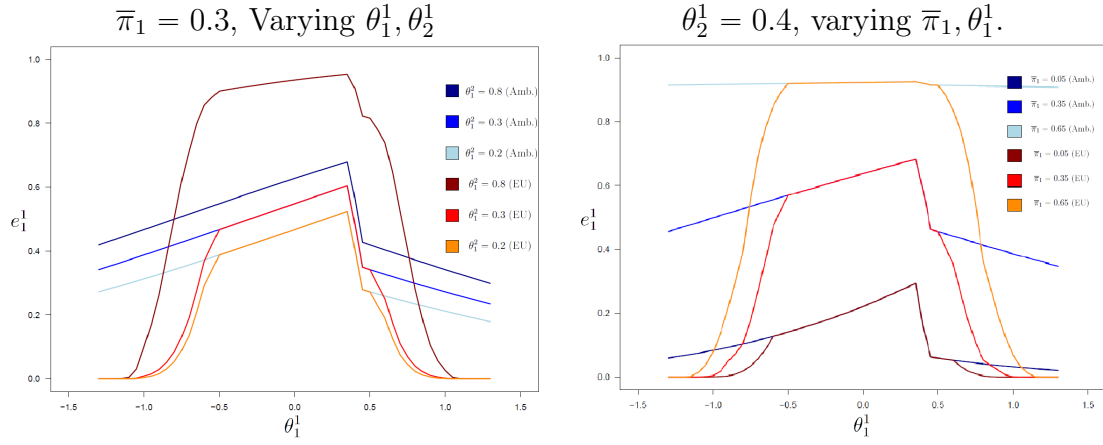 π̅₁ = 0.3, Varying θ₁¹, θ₂¹
1.0
0.8
0.6
0.4
0.2
0.0
e₁¹
θ₁² = 0.8 (Amb.)
θ₁² = 0.3 (Amb.)
θ₁² = 0.2 (Amb.)
θ₁² = 0.8 (EU)
θ₁² = 0.3 (EU)
θ₁² = 0.2 (EU)
−1.5 −1.0 −0.5 0.0 0.5 1.0 1.5
θ₁¹
θ₂¹ = 0.4, varying π̅₁, θ₁¹.
1.0
0.8
0.6
0.4
0.2
0.0
e₁¹
π̅₁ = 0.05 (Amb.)
π̅₁ = 0.35 (Amb.)
π̅₁ = 0.65 (Amb.)
π̅₁ = 0.05 (EU)
π̅₁ = 0.35 (EU)
π̅₁ = 0.65 (EU)
−1.5 −1.0 −0.5 0.0 0.5 1.0 1.5
θ₁¹